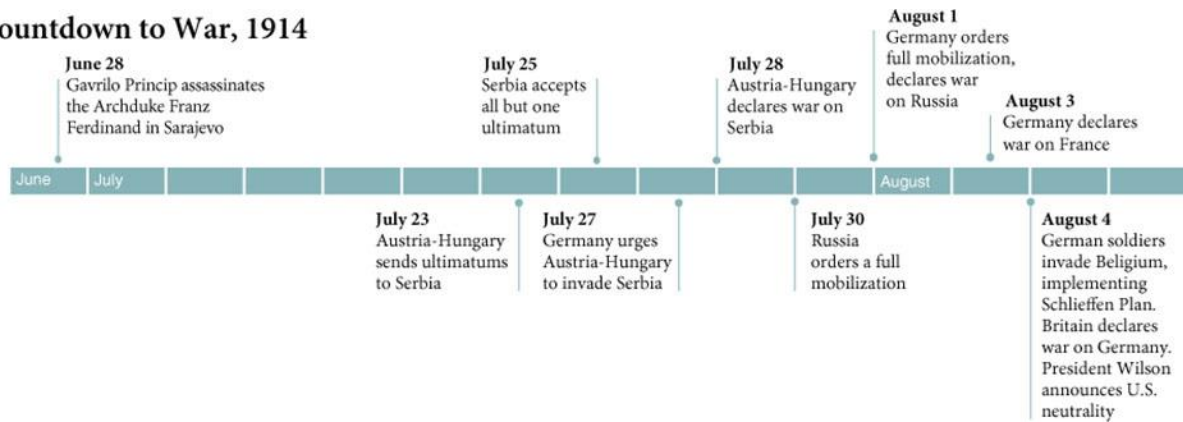 ountdown to War, 1914
June 28
Gavrilo Princip assassinates
the Archduke Franz
Ferdinand in Sarajevo
July 25
Serbia accepts
all but one
ultimatum
July 28
Austria-Hungary
declares war on
Serbia
August 1
Germany orders
full mobilization,
declares war
on Russia
August 3
Germany declares
war on France
June
July
August
July 23
Austria-Hungary
sends ultimatums
to Serbia
July 27
Germany urges
Austria-Hungary
to invade Serbia
July 30
Russia
orders a full
mobilization
August 4
German soldiers
invade Beligium,
implementing
Schlieffen Plan.
Britain declares
war on Germany.
President Wilson
announces U.S.
neutrality